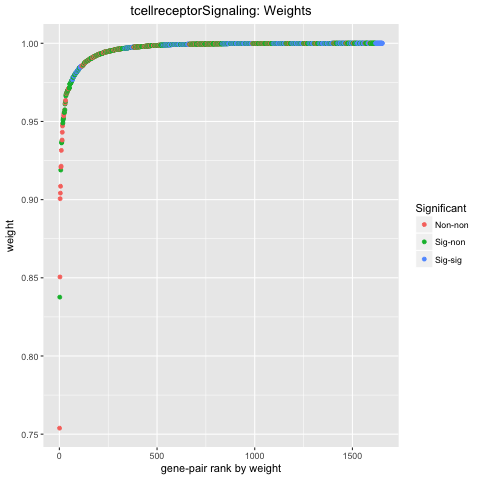 tcellreceptorSignaling: Weights
weight
1.00
0.95
0.90
0.85
0.80
0.75
0
500
1000
1500
gene-pair rank by weight
Significant
Non-non
Sig-non
Sig-sig